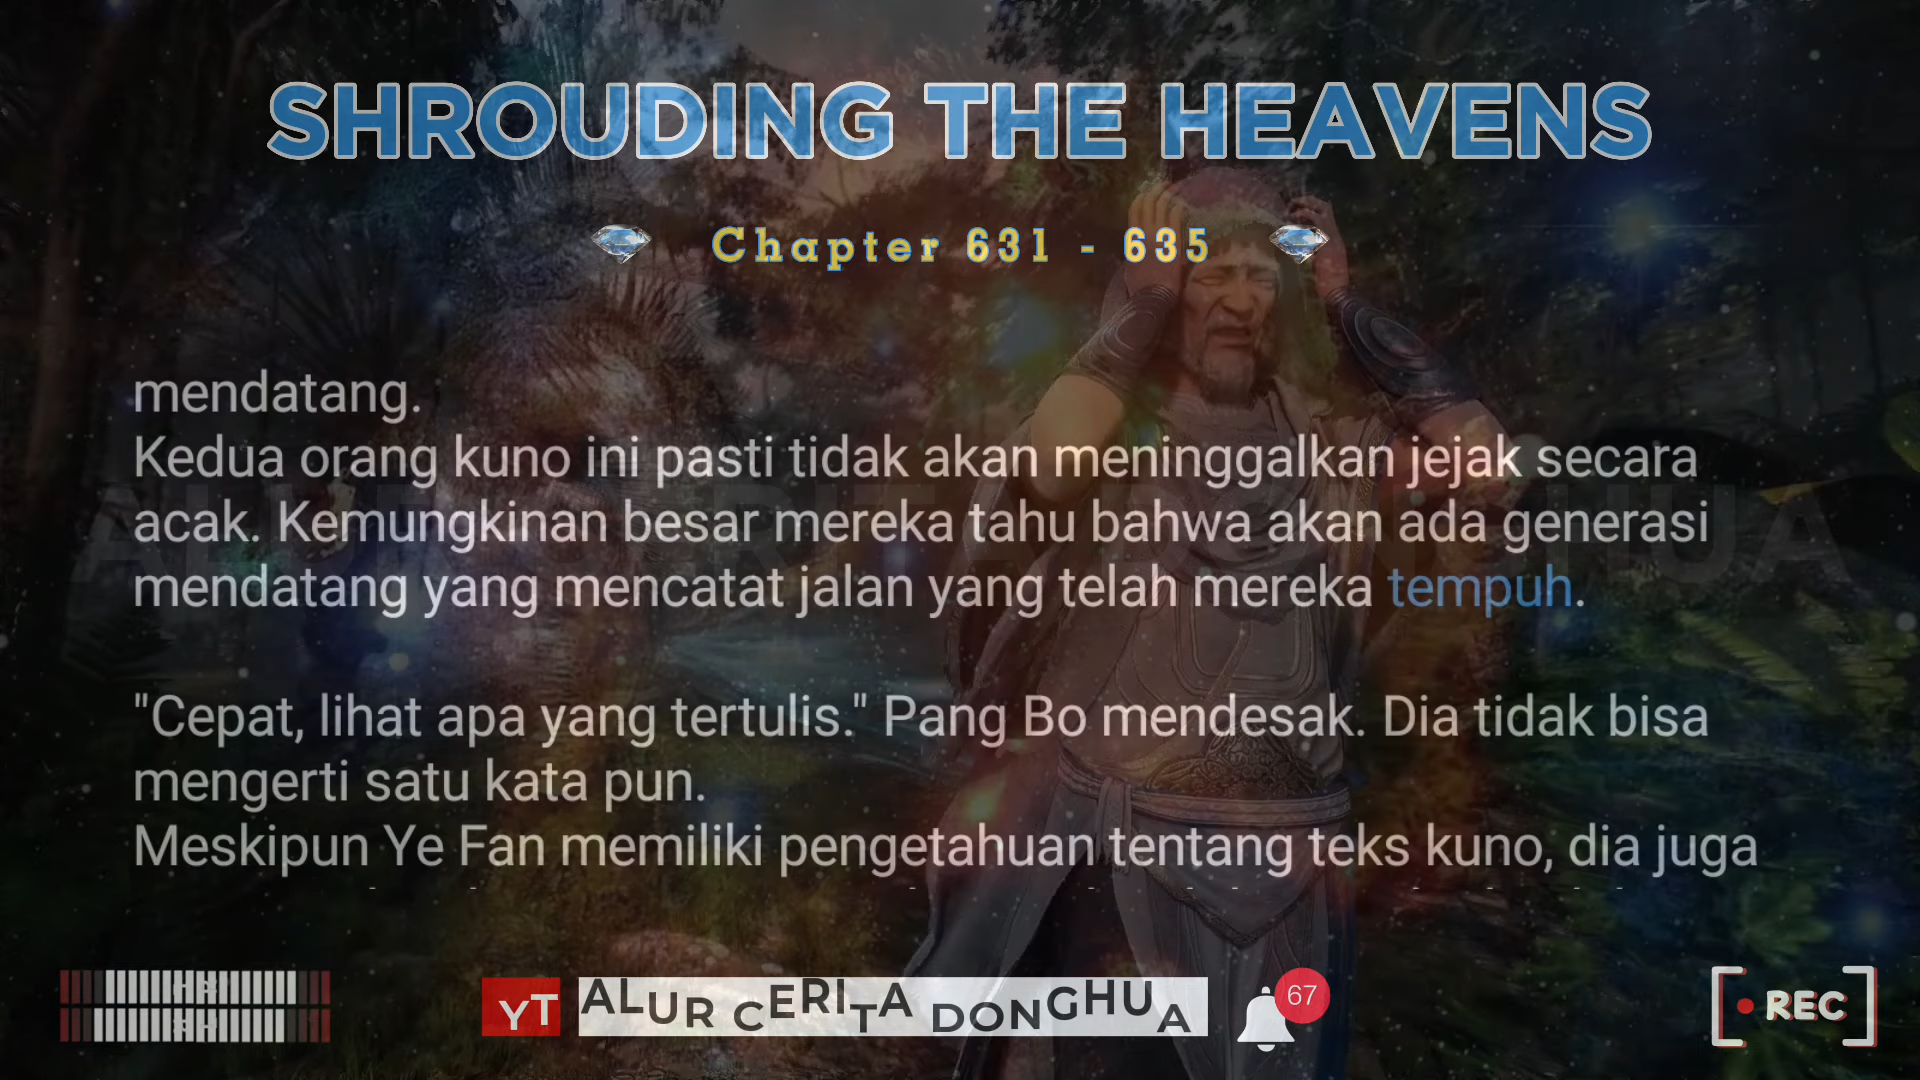 SHROUDING THE HEAVENS
Chapter 631 - 635
mendatang.
Kedua orang kuno ini pasti tidak akan meninggalkan jejak secara
acak. Kemungkinan besar mereka tahu bahwa akan ada generasi
mendatang yang mencatat jalan yang telah mereka tempuh.
"Cepat, lihat apa yang tertulis." Pang Bo mendesak. Dia tidak bisa
mengerti satu kata pun.
Meskipun Ye Fan memiliki pengetahuan tentang teks kuno, dia juga
YT ALUR CERITA DONGHUA
67
REC